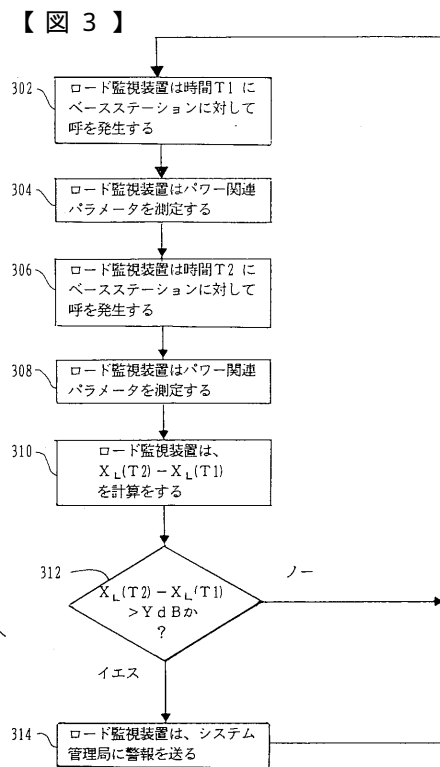 【図３】
302
ロード監視装置は時間Ｔ１に
ベースステーションに対して
呼を発生する
304
ロード監視装置はパワー関連
パラメータを測定する
306
ロード監視装置は時間Ｔ２に
ベースステーションに対して
呼を発生する
308
ロード監視装置はパワー関連
パラメータを測定する
310
ロード監視装置は、
X_L(T2)－X_L(T1)
を計算をする
312
X_L(T2)－X_L(T1)
＞ＹｄＢか
？
ノー
イエス
314
ロード監視装置は、システム
管理局に警報を送る